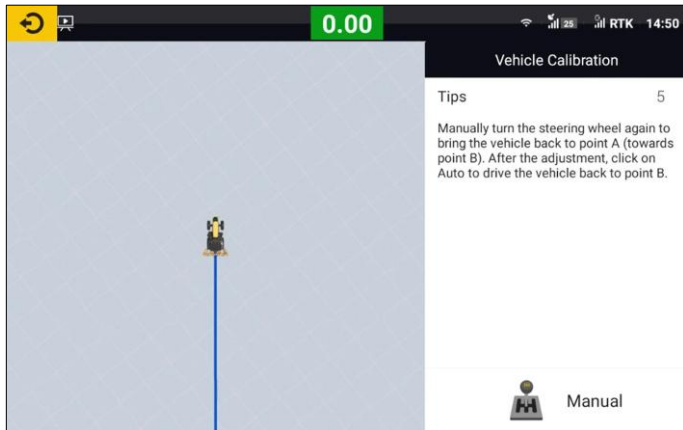 0.00
25
RTK
14:50
Vehicle Calibration
Tips
5
Manually turn the steering wheel again to
bring the vehicle back to point A (towards
point B). After the adjustment, click on
Auto to drive the vehicle back to point B.
Manual